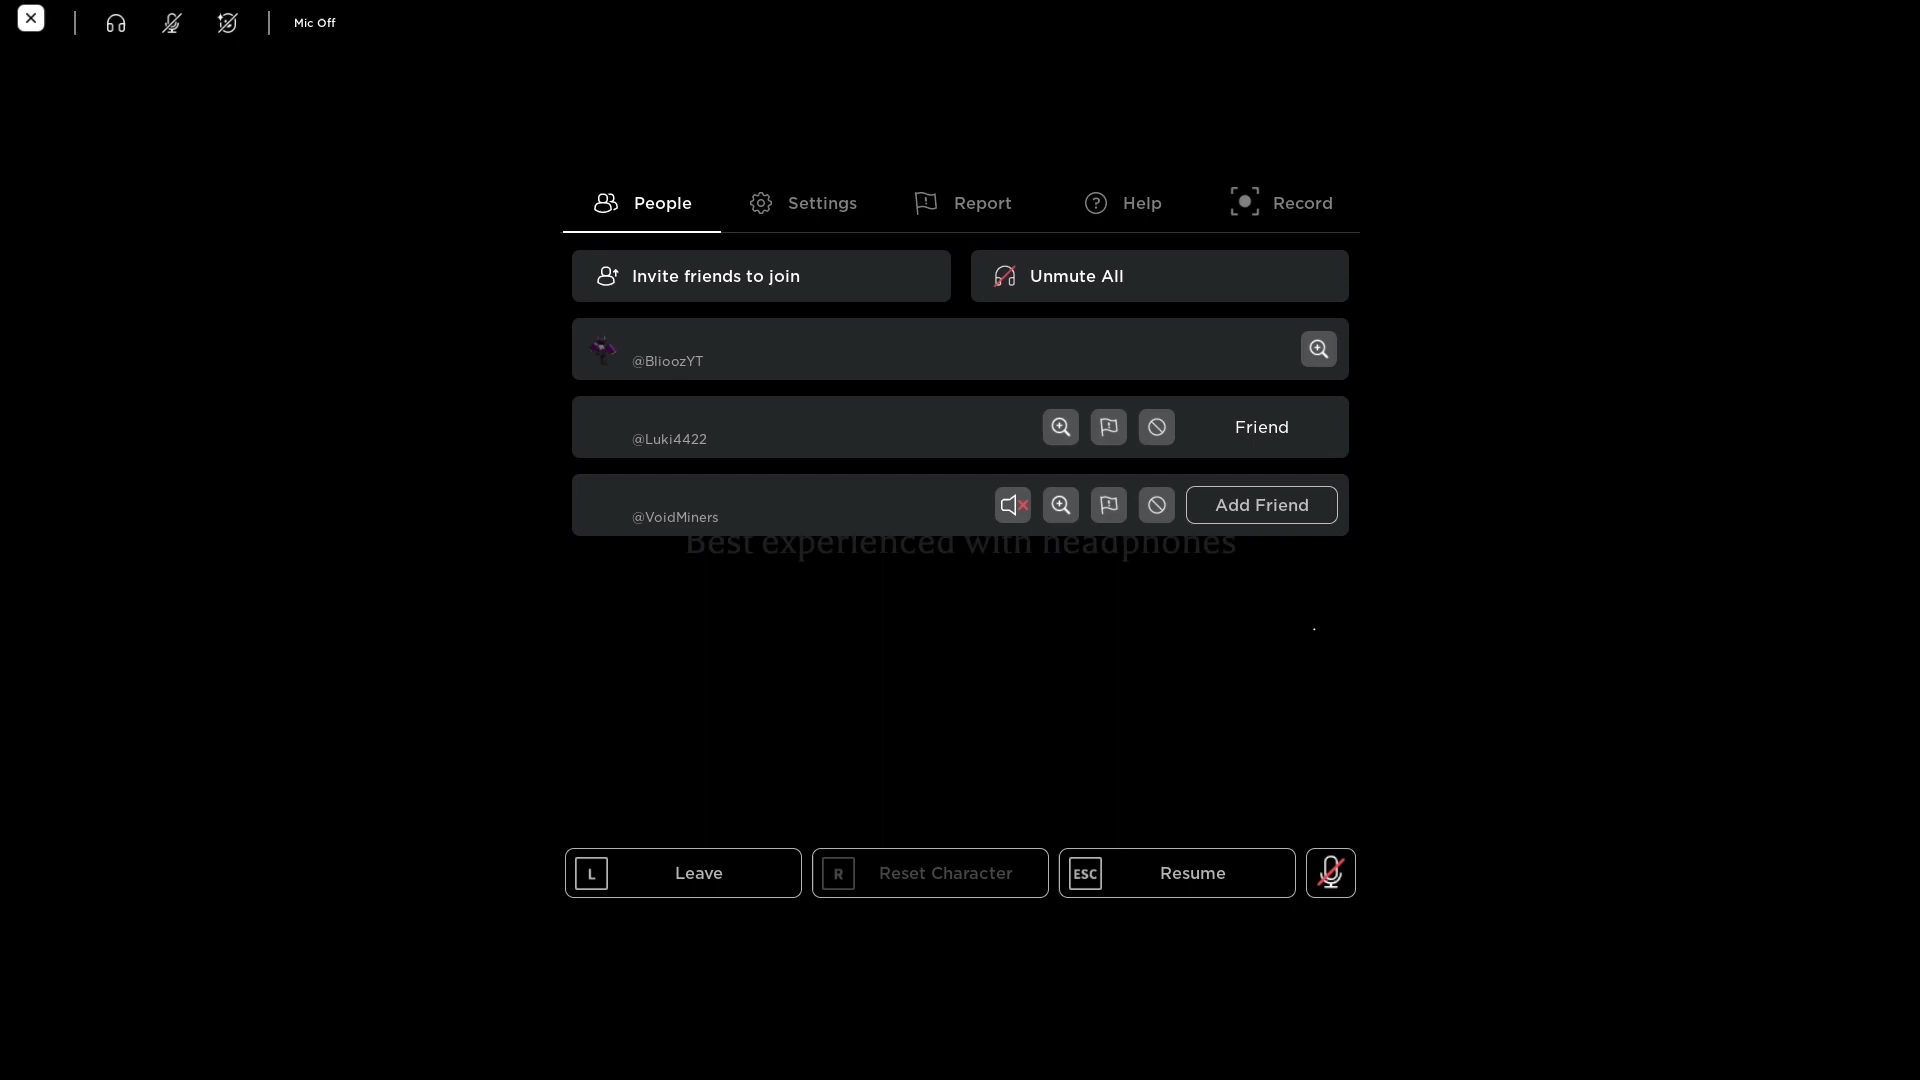 Mic Off
People
Settings
Report
Help
Record
Invite friends to join
Unmute All
@BlioozYT
@Luki4422
Friend
@VoidMiners
Add Friend
Best experienced with headphones
L
Leave
R
Reset Character
ESC
Resume